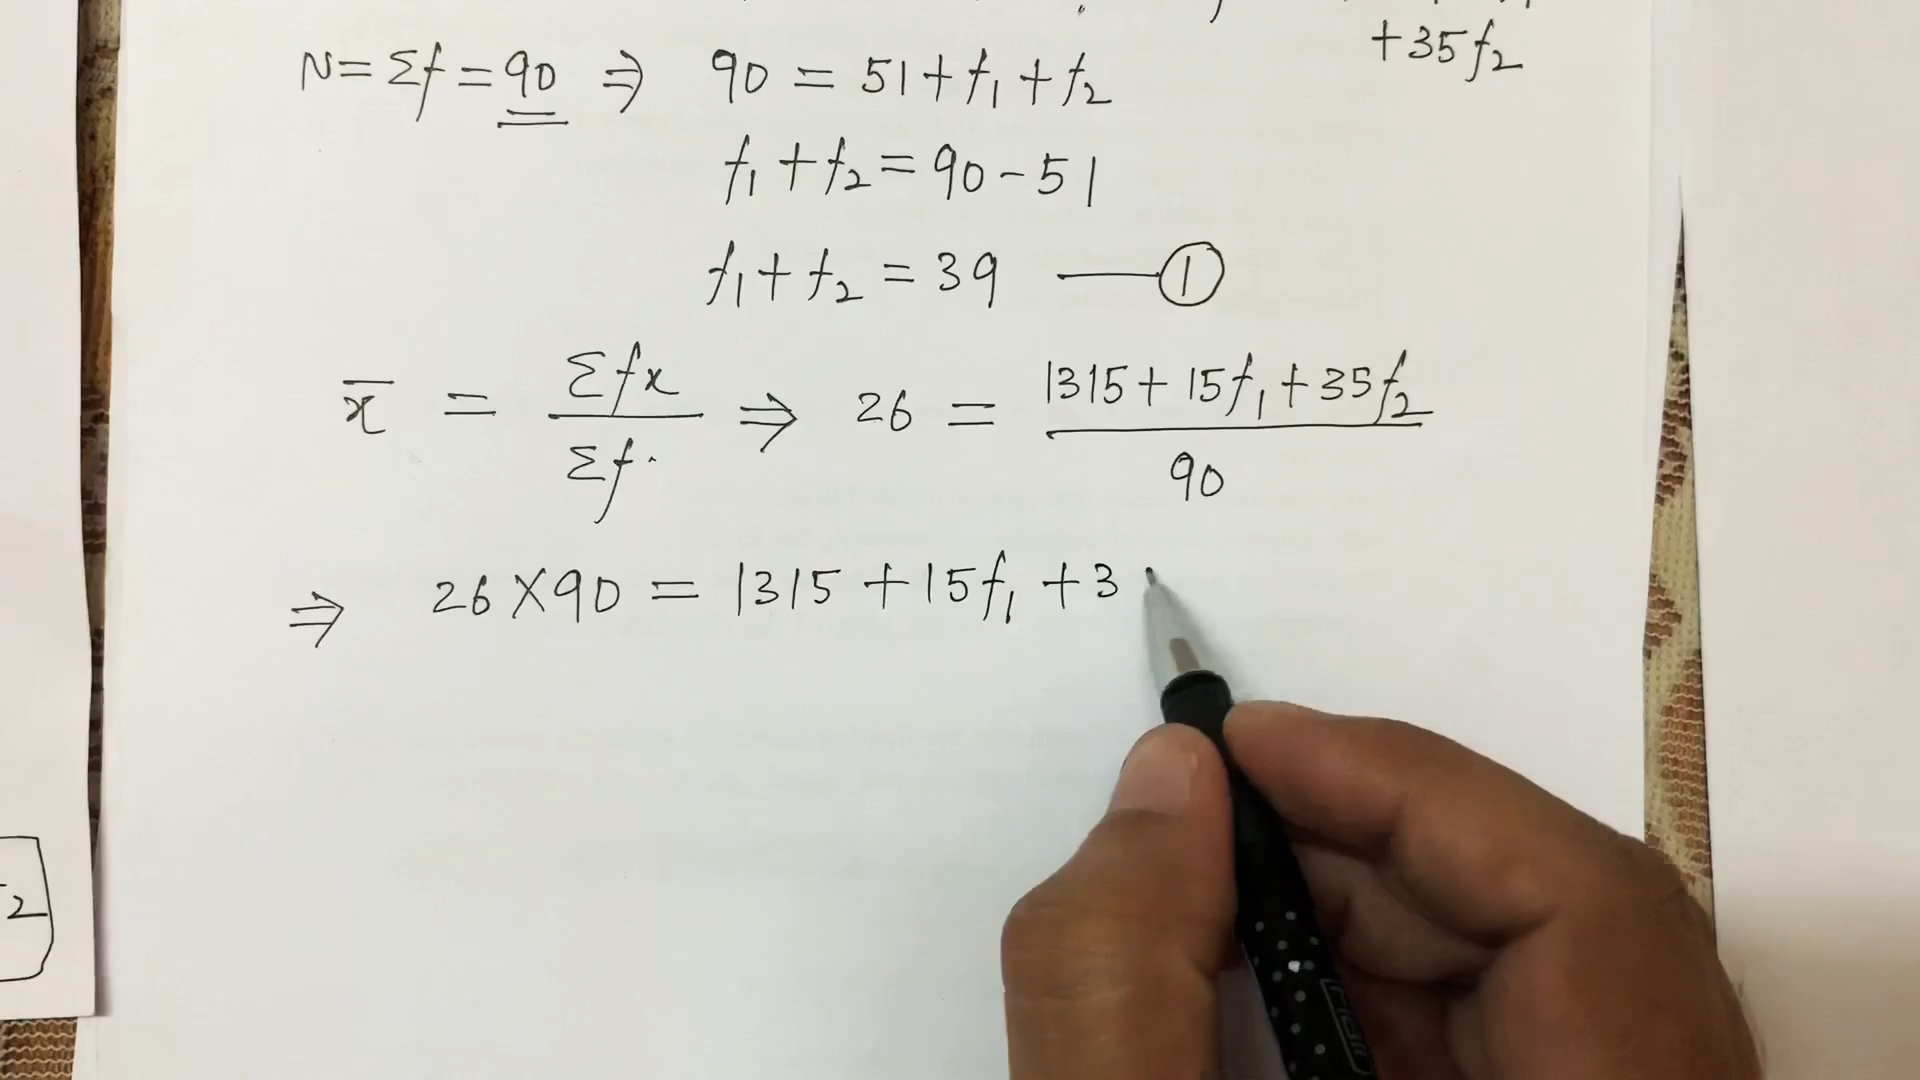 +35f₂
N = Σf = 90 ⇒ 90 = 51 + f₁ + f₂
f₁ + f₂ = 90 - 51
f₁ + f₂ = 39 —— ①
x̄ = Σfx / Σf ⇒ 26 = (1315 + 15f₁ + 35f₂) / 90
⇒ 26 × 90 = 1315 + 15f₁ + 3
2